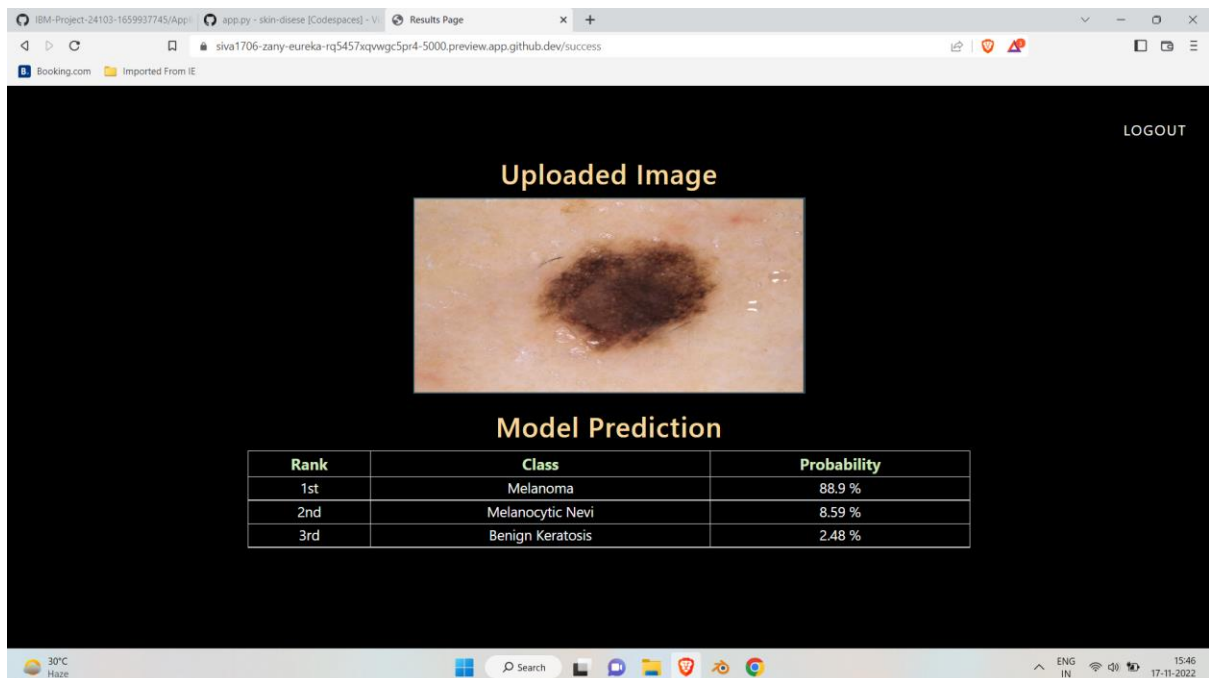 IBM-Project-24103-1659937745/Appli
app.py - skin-disese [Codespaces] - Vi
Results Page
siva1706-zany-eureka-rq5457xqvwgc5pr4-5000.preview.app.github.dev/success
B. Booking.com Imported From IE
LOGOUT
Uploaded Image
Model Prediction
Rank Class Probability
1st Melanoma 88.9 %
2nd Melanocytic Nevi 8.59 %
3rd Benign Keratosis 2.48 %
30°C
Haze
Search
ENG
IN
15:46
17-11-2022